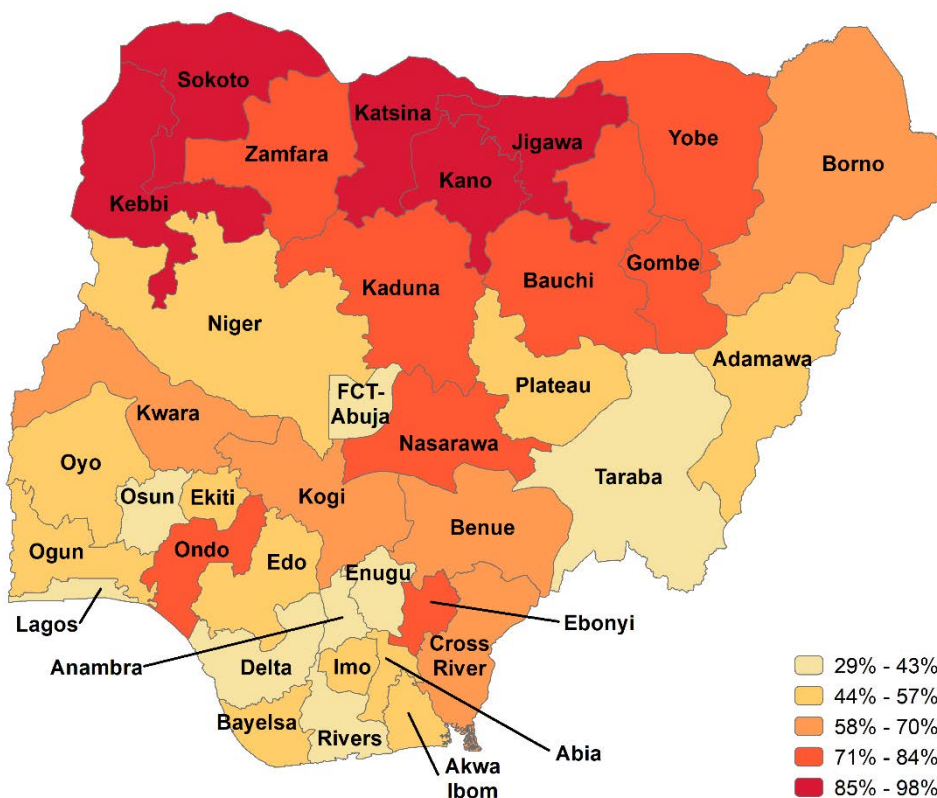 Sokoto
Katsina
Jigawa
Yobe
Zamfara
Borno
Kano
Kebbi
Gombe
Bauchi
Kaduna
Niger
Adamawa
FCT-
Abuja
Plateau
Kwara
Nasarawa
Oyo
Taraba
Osun
Ekiti
Kogi
Benue
Ogun
Ondo
Edo
Enugu
Lagos
Ebonyi
Anambra
Delta
Imo
Cross
River
Bayelsa
Rivers
Abia
Akwa
Ibom
29% - 43%
44% - 57%
58% - 70%
71% - 84%
85% - 98%